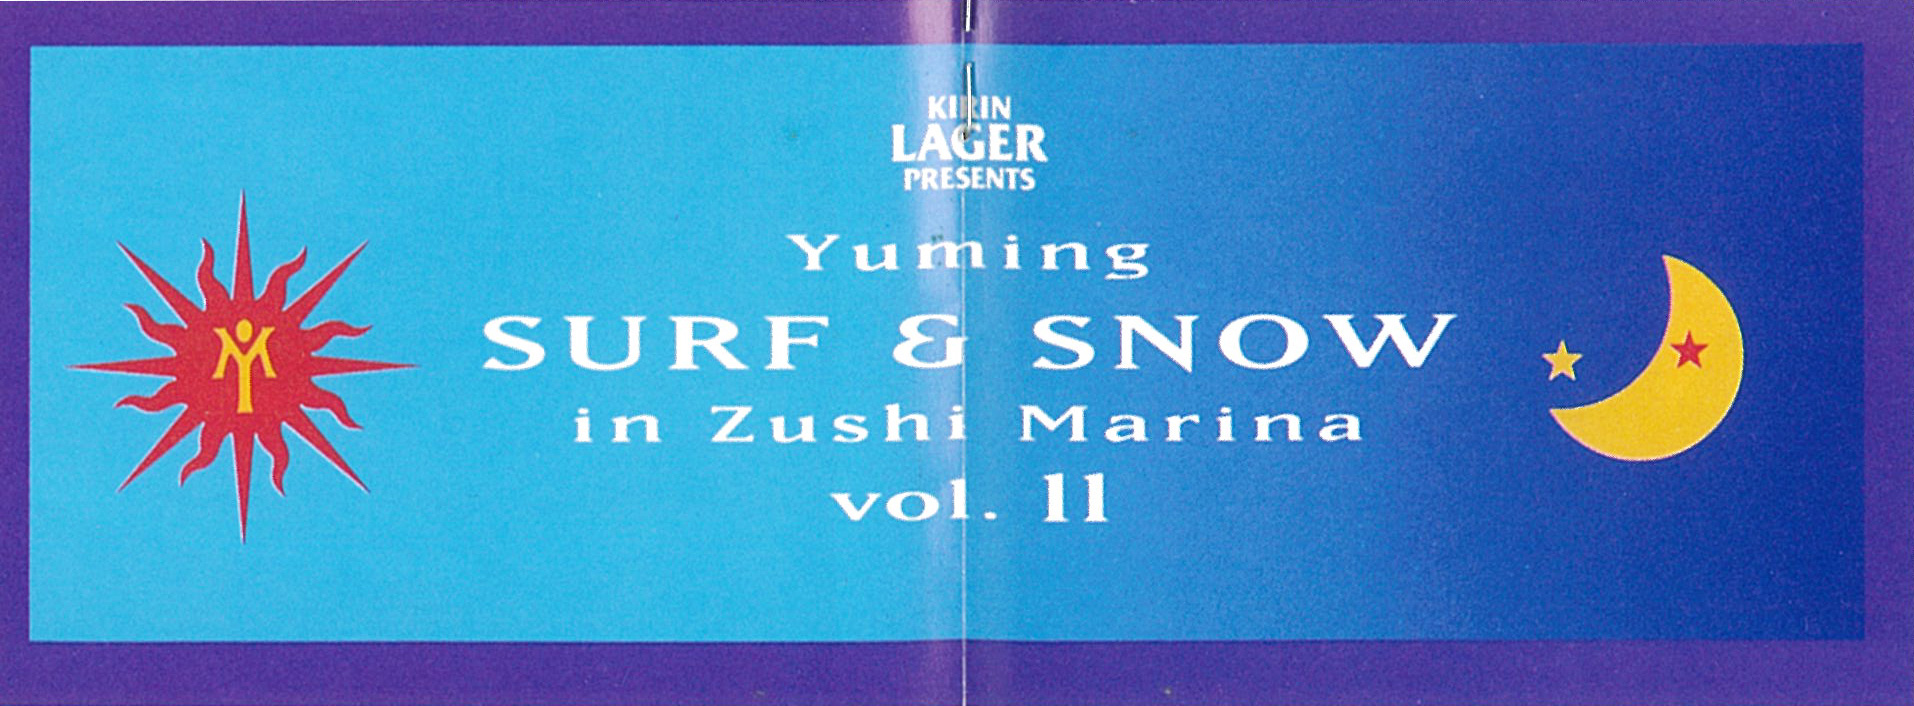 KIRIN
LAGER
PRESENTS
Yuming
SURF & SNOW
in Zushi Marina
vol. 11